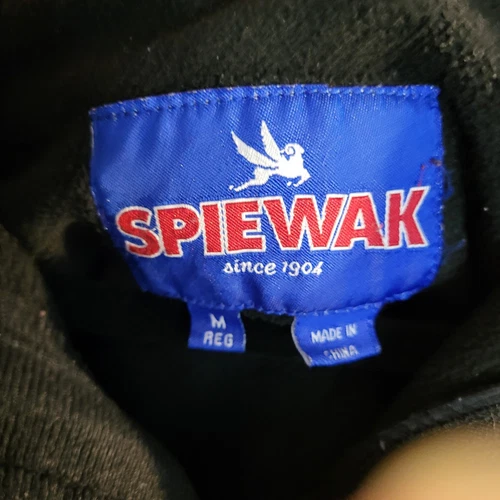 SPIEWAK
since 1904
M
REG
MADE IN
CHINA